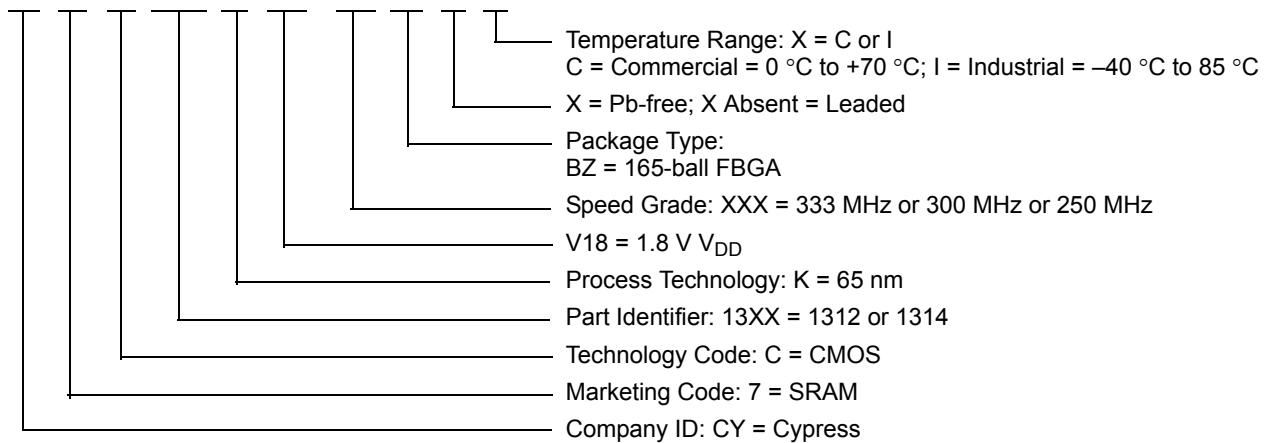 Temperature Range: X = C or I
C = Commercial = 0 °C to +70 °C; I = Industrial = –40 °C to 85 °C
X = Pb-free; X Absent = Leaded
Package Type:
BZ = 165-ball FBGA
Speed Grade: XXX = 333 MHz or 300 MHz or 250 MHz
V18 = 1.8 V VDD
Process Technology: K = 65 nm
Part Identifier: 13XX = 1312 or 1314
Technology Code: C = CMOS
Marketing Code: 7 = SRAM
Company ID: CY = Cypress